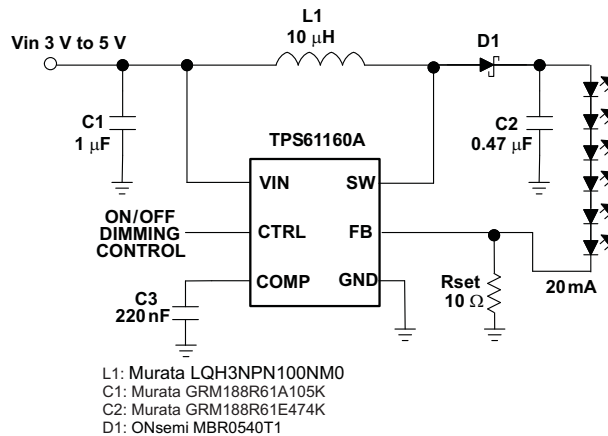 L1
10 μH
Vin 3 V to 5 V
D1
C1
1 μF
C2
0.47 μF
TPS61160A
VIN
SW
ON/OFF
DIMMING
CONTROL
CTRL
FB
COMP
GND
C3
220 nF
Rset
10 Ω
20 mA
L1: Murata LQH3NPN100NM0
C1: Murata GRM188R61A105K
C2: Murata GRM188R61E474K
D1: ONsemi MBR0540T1